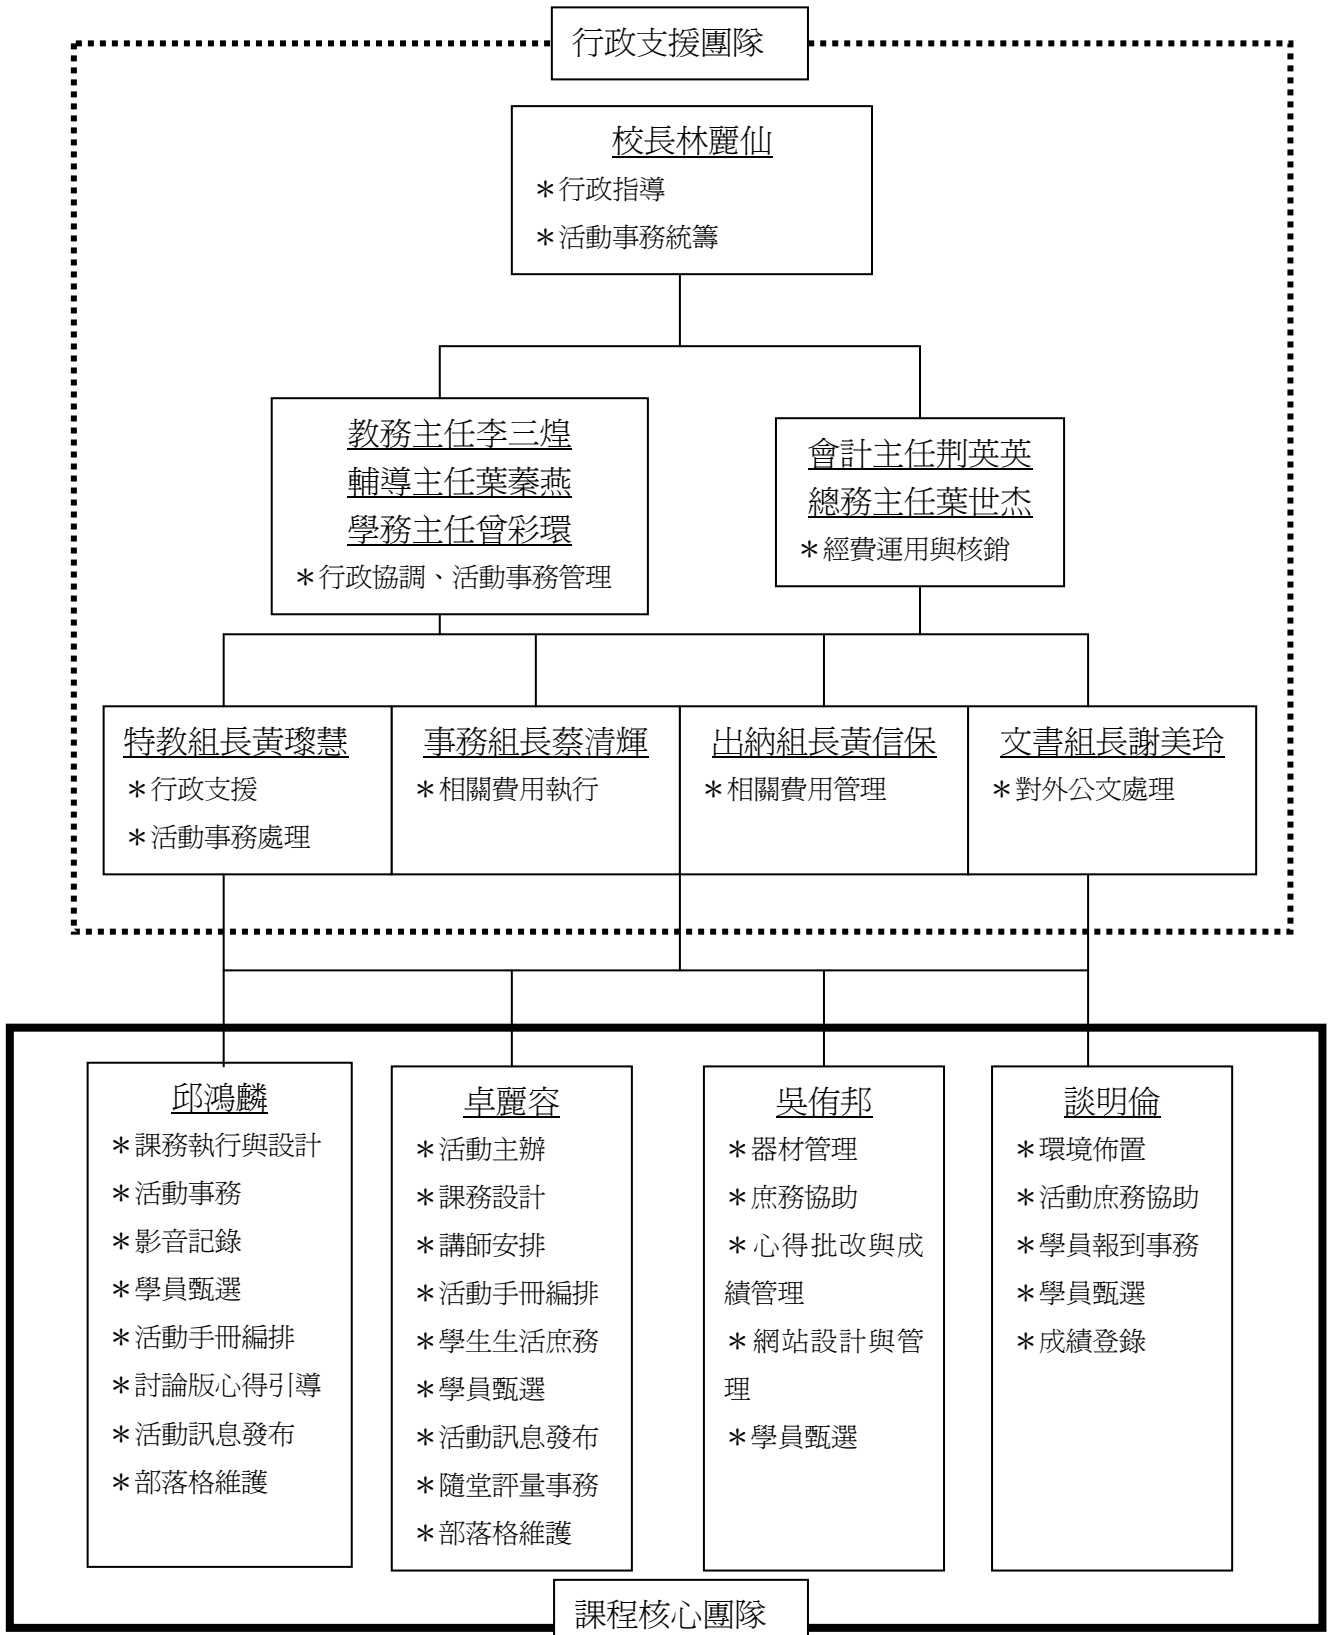 行政支援團隊
校長林麗仙
＊行政指導
＊活動事務統籌
教務主任李三煌
輔導主任葉蓁燕
學務主任曾彩環
＊行政協調、活動事務管理
會計主任荆英英
總務主任葉世杰
＊經費運用與核銷
特教組長黃瓈慧
＊行政支援
＊活動事務處理
事務組長蔡清輝
＊相關費用執行
出納組長黃信保
＊相關費用管理
文書組長謝美玲
＊對外公文處理
邱鴻麟
＊課務執行與設計
＊活動事務
＊影音記錄
＊學員甄選
＊活動手冊編排
＊討論版心得引導
＊活動訊息發布
＊部落格維護
卓麗容
＊活動主辦
＊課務設計
＊講師安排
＊活動手冊編排
＊學生生活庶務
＊學員甄選
＊活動訊息發布
＊隨堂評量事務
＊部落格維護
吳侑邦
＊器材管理
＊庶務協助
＊心得批改與成
績管理
＊網站設計與管
理
＊學員甄選
談明倫
＊環境佈置
＊活動庶務協助
＊學員報到事務
＊學員甄選
＊成績登錄
課程核心團隊